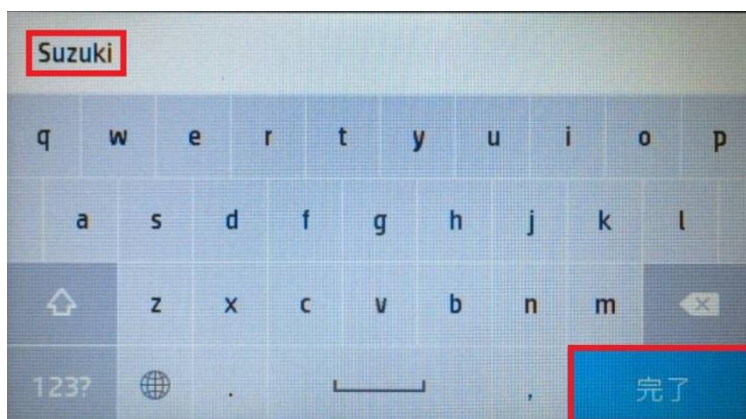 Suzuki
q w e r t y u i o p
a s d f g h j k l
z x c v b n m
123? . , 完了